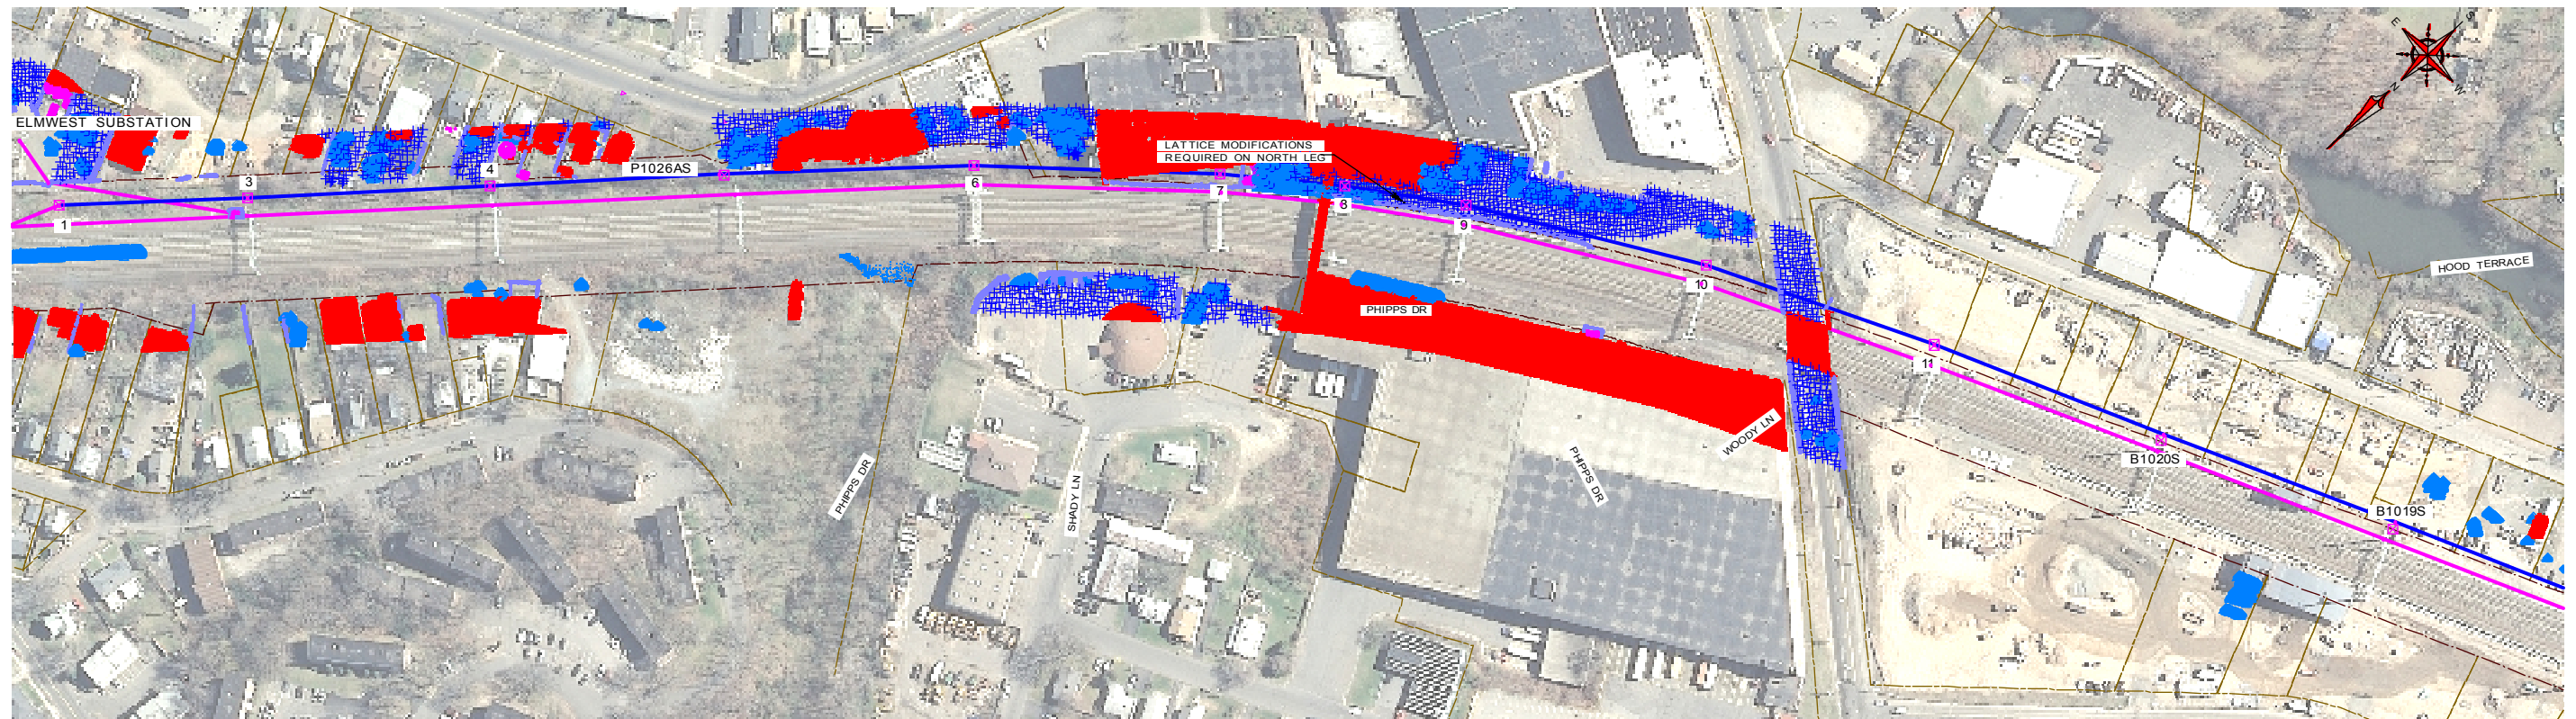 ELMWEST SUBSTATION
1
3
4
P1026AS
6
7
LATTICE MODIFICATIONS
REQUIRED ON NORTH LEG
8
9
10
11
PHIPPS DR
WOODY LN
PHIPPS DR
SHADY LN
PHIPPS DR
B1020S
B1019S
HOOD TERRACE
E
S
N
W